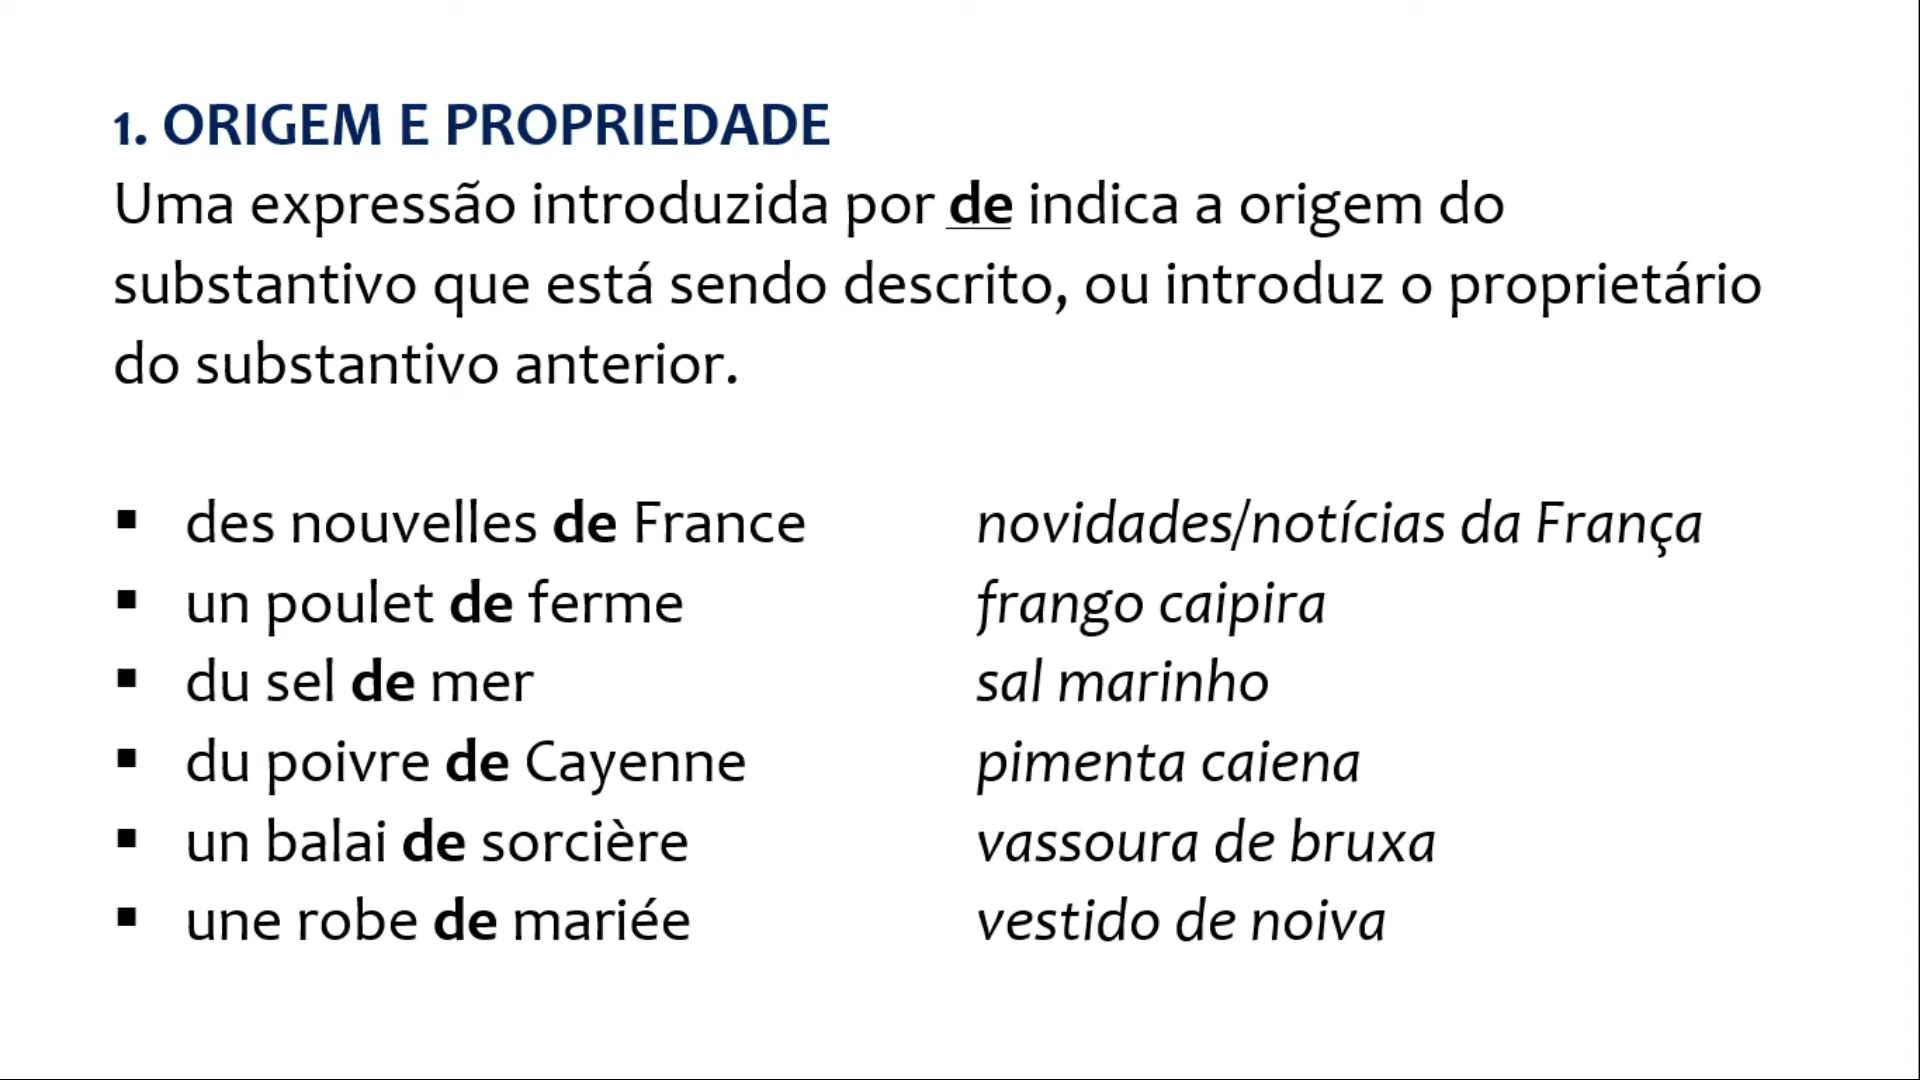 1. ORIGEM E PROPRIEDADE
Uma expressão introduzida por de indica a origem do
substantivo que está sendo descrito, ou introduz o proprietário
do substantivo anterior.
▪ des nouvelles de France novidades/notícias da França
▪ un poulet de ferme frango caipira
▪ du sel de mer sal marinho
▪ du poivre de Cayenne pimenta caiena
▪ un balai de sorcière vassoura de bruxa
▪ une robe de mariée vestido de noiva